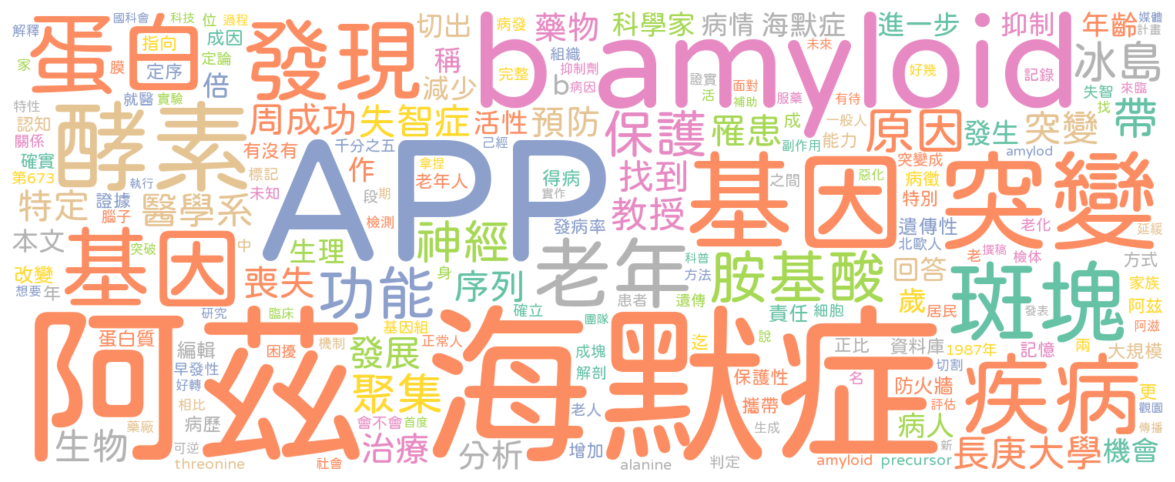 解釋 國科會 科技 位 過程 切出 病發 藥物 科學家 病情 海默症 進一步 抑制 年齡 媒體 計畫
家 蛋白 指向 成因 定論 發現 稱 組織 b amyloid 未來 冰島
膜 定序 倍 減少 完整 抑制劑 b 病因 證實 面對 好幾 記錄 失智 來臨
特性 就醫 實驗 活 補助 服藥 有待 一般人 找 帶
認知 酵素 周成功 失智症 活性 預防 保護 罹患 成 能力 原因 發生 突變
關係 有沒有 千分之五 己經 副作用 amylod
確實 標記 作 拿捏 得病 找到 之間 突變成 惡化 病徵
第673 證據 執行 未知 APP 老年人 段 期 實作 基因突變 特別
特定 腦子 醫學系 檢測 發病率 教授 遺傳性 老化 延緩
本文 突破 中 生理 神經 老年 科普 北歐人 老 撰稿 檢體 方式
改變 基因 身 方法 胺基酸 回答 家族
想要 年 喪失 功能 序列 患者 遺傳 歲 居民 斑塊 阿茲
研究 臨床 確立 團隊 責任 細胞 發表 阿滋
蛋白質 阿茲海默症 基因組 正常人 迄 說 正比 資料庫 1987年 記憶 兩 大規模
編輯 困擾 機制 發展 成塊 切割
早發性 解剖 保護性 名 防火牆 疾病 更
好轉 聚集 老人 攜帶 評估 觀園
相比 病歷 會不會 首度 病人 傳播
藥廠 生物 可逆 治療 分析 增加 生成 新 長庚大學 機會
threonine 社會 alanine 判定 amyloid precursor